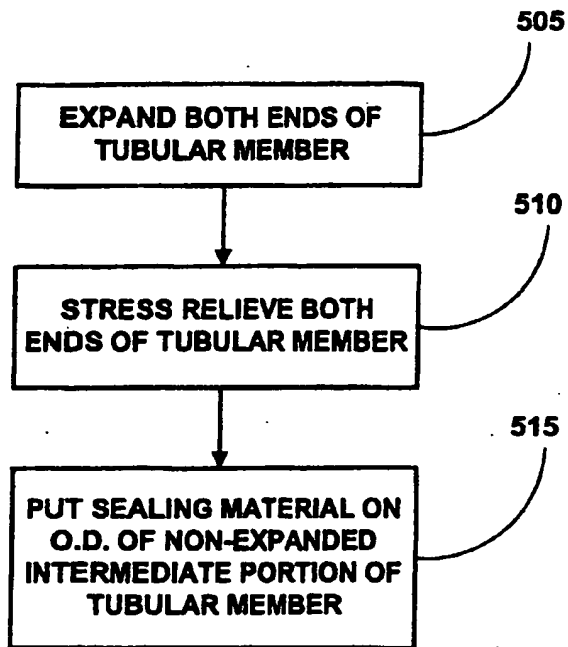 505
EXPAND BOTH ENDS OF
TUBULAR MEMBER
510
STRESS RELIEVE BOTH
ENDS OF TUBULAR MEMBER
515
PUT SEALING MATERIAL ON
O.D. OF NON-EXPANDED
INTERMEDIATE PORTION OF
TUBULAR MEMBER